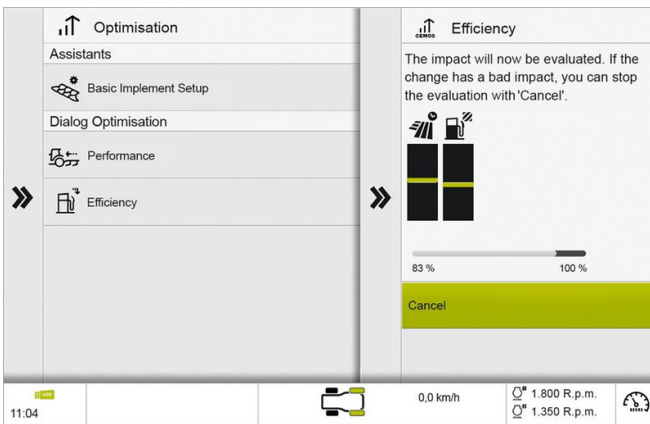 Optimisation
Assistants
Basic Implement Setup
Dialog Optimisation
Performance
Efficiency
CEMOS
Efficiency
The impact will now be evaluated. If the
change has a bad impact, you can stop
the evaluation with 'Cancel'.
83 %
100 %
Cancel
11:04
0,0 km/h
1.800 R.p.m.
1.350 R.p.m.